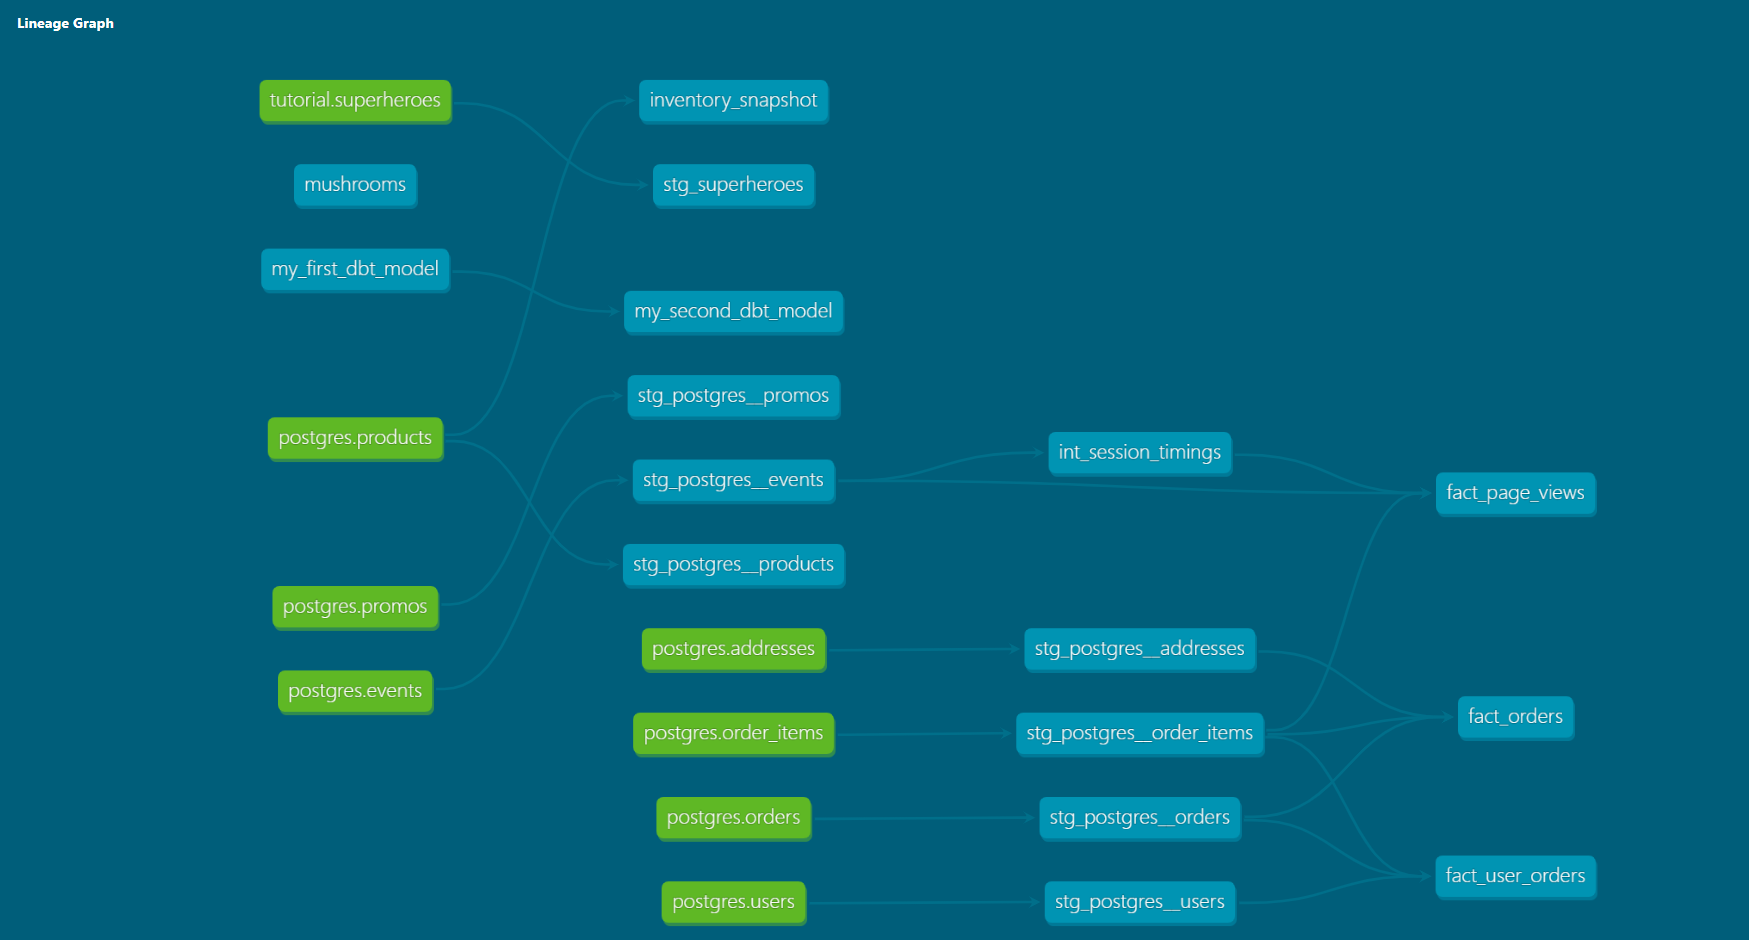 Lineage Graph
tutorial.superheroes
inventory_snapshot
mushrooms
stg_superheroes
my_first_dbt_model
my_second_dbt_model
stg_postgres__promos
postgres.products
int_session_timings
stg_postgres__events
fact_page_views
stg_postgres__products
postgres.promos
postgres.addresses
stg_postgres__addresses
postgres.events
fact_orders
postgres.order_items
stg_postgres__order_items
postgres.orders
stg_postgres__orders
fact_user_orders
postgres.users
stg_postgres__users